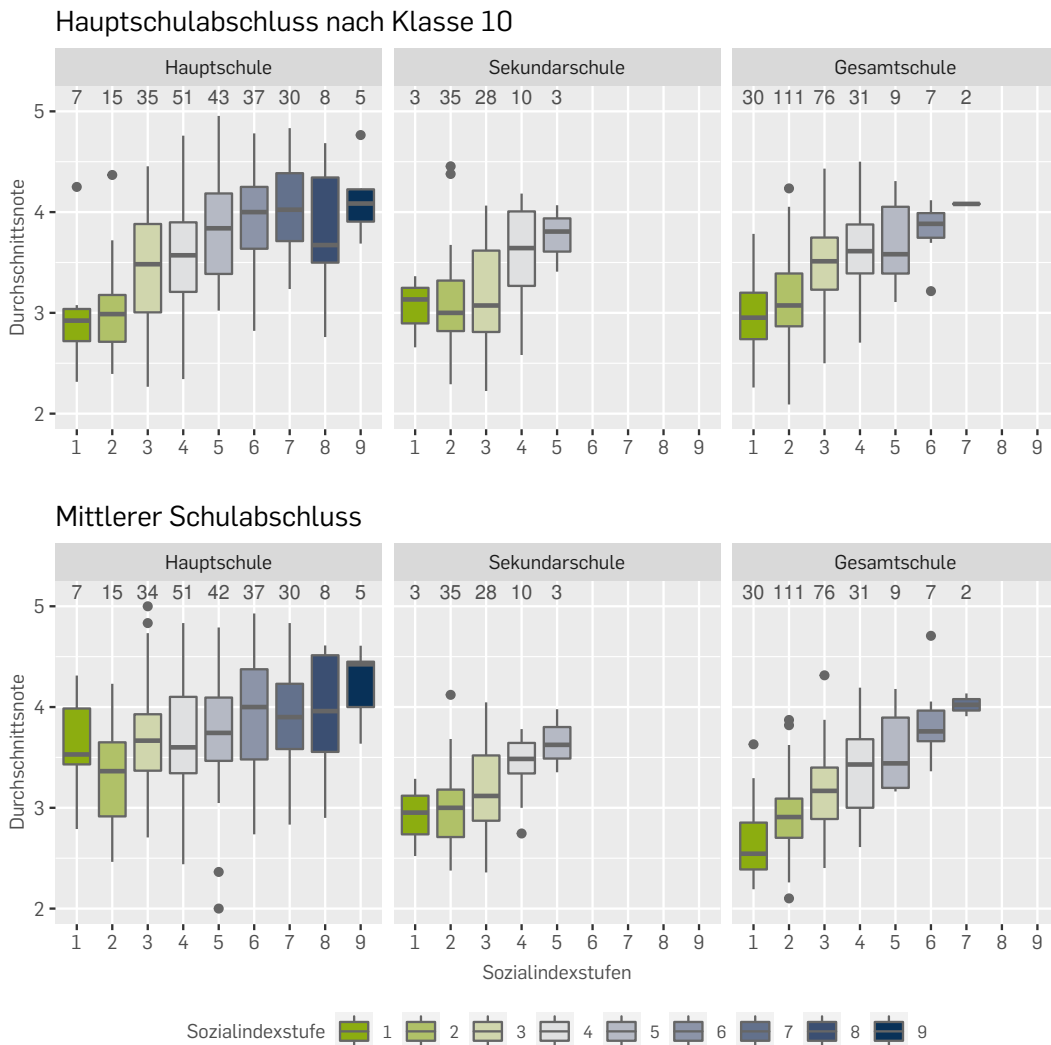 Hauptschulabschluss nach Klasse 10
Hauptschule Sekundarschule Gesamtschule
7 15 35 51 43 37 30 8 5 3 35 28 10 3 30 111 76 31 9 7 2
5
4
3
2
Durchschnittsnote
1 2 3 4 5 6 7 8 9 1 2 3 4 5 6 7 8 9 1 2 3 4 5 6 7 8 9
Mittlerer Schulabschluss
Hauptschule Sekundarschule Gesamtschule
7 15 34 51 42 37 30 8 5 3 35 28 10 3 30 111 76 31 9 7 2
5
4
3
2
Durchschnittsnote
1 2 3 4 5 6 7 8 9 1 2 3 4 5 6 7 8 9 1 2 3 4 5 6 7 8 9
Sozialindexstufen
Sozialindexstufe 1 2 3 4 5 6 7 8 9